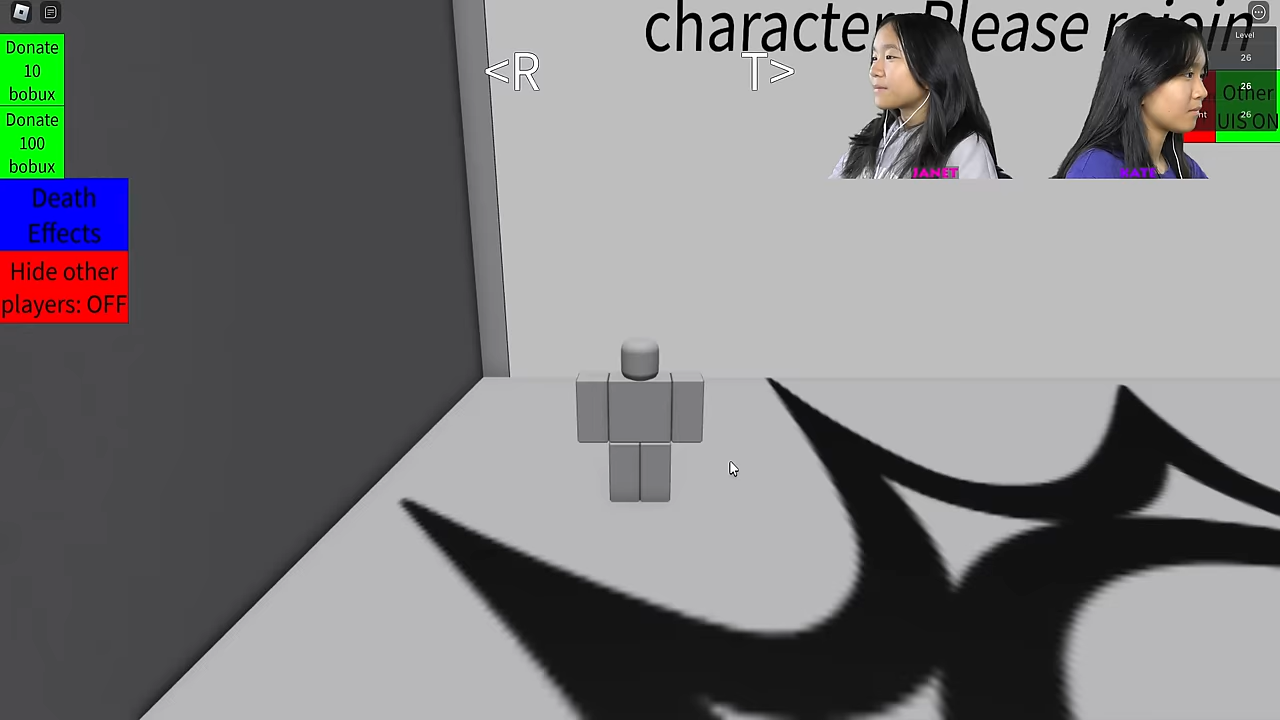 character. Please rejoin
<R
T>
Level
26
26
26
Donate
10
bobux
Donate
100
bobux
Death
Effects
Hide other
players: OFF
Other
UIS ON
JANET
KATE